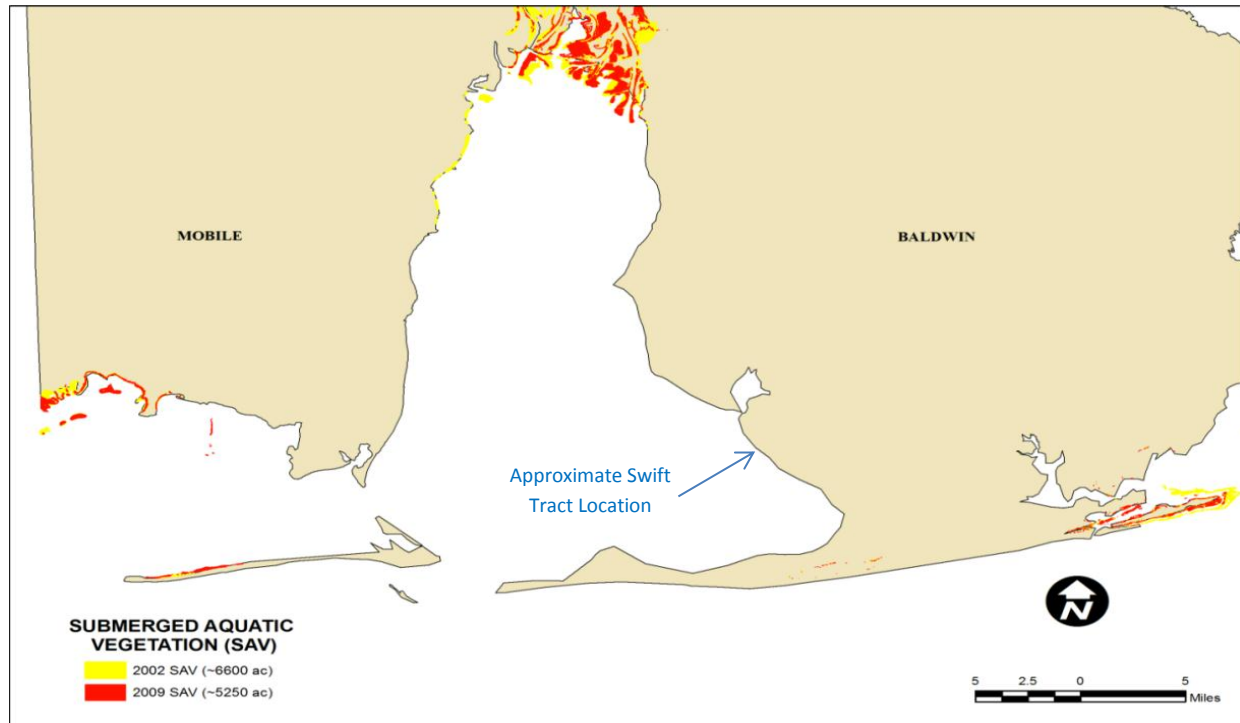 MOBILE
BALDWIN
Approximate Swift
Tract Location
N
SUBMERGED AQUATIC
VEGETATION (SAV)
2002 SAV (~6600 ac)
2009 SAV (~5250 ac)
5 2.5 0 5
Miles